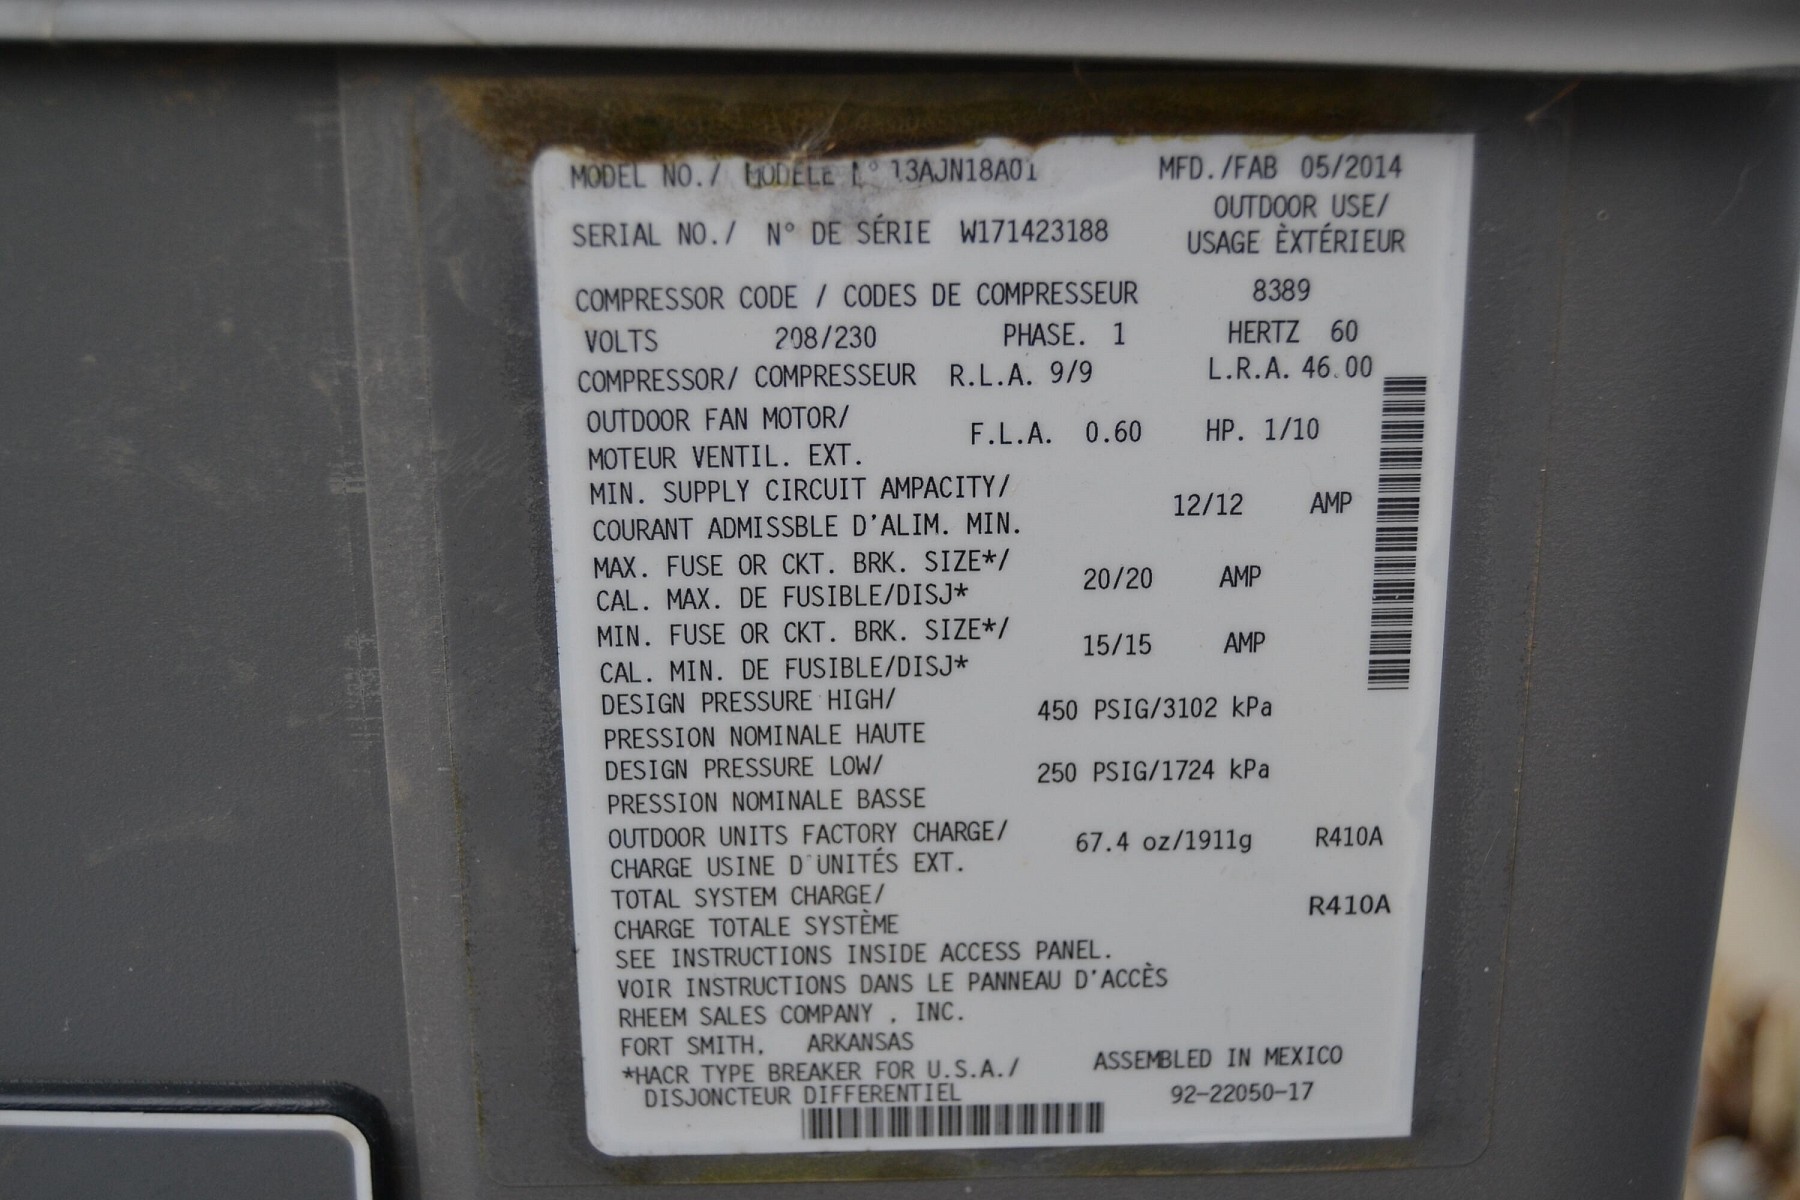 MODEL NO./ MODÈLE N° 13AJN18A01 MFD./FAB 05/2014
OUTDOOR USE/
SERIAL NO./ N° DE SÉRIE W171423188 USAGE ÈXTÉRIEUR
COMPRESSOR CODE / CODES DE COMPRESSEUR 8389
VOLTS 208/230 PHASE. 1 HERTZ 60
COMPRESSOR/ COMPRESSEUR R.L.A. 9/9 L.R.A. 46.00
OUTDOOR FAN MOTOR/
MOTEUR VENTIL. EXT. F.L.A. 0.60 HP. 1/10
MIN. SUPPLY CIRCUIT AMPACITY/
COURANT ADMISSBLE D'ALIM. MIN. 12/12 AMP
MAX. FUSE OR CKT. BRK. SIZE*/
CAL. MAX. DE FUSIBLE/DISJ* 20/20 AMP
MIN. FUSE OR CKT. BRK. SIZE*/
CAL. MIN. DE FUSIBLE/DISJ* 15/15 AMP
DESIGN PRESSURE HIGH/ 450 PSIG/3102 kPa
PRESSION NOMINALE HAUTE
DESIGN PRESSURE LOW/ 250 PSIG/1724 kPa
PRESSION NOMINALE BASSE
OUTDOOR UNITS FACTORY CHARGE/ 67.4 oz/1911g R410A
CHARGE USINE D'UNITÉS EXT.
TOTAL SYSTEM CHARGE/ R410A
CHARGE TOTALE SYSTÈME
SEE INSTRUCTIONS INSIDE ACCESS PANEL.
VOIR INSTRUCTIONS DANS LE PANNEAU D'ACCÈS
RHEEM SALES COMPANY , INC.
FORT SMITH, ARKANSAS
*HACR TYPE BREAKER FOR U.S.A./ ASSEMBLED IN MEXICO
DISJONCTEUR DIFFERENTIEL 92-22050-17